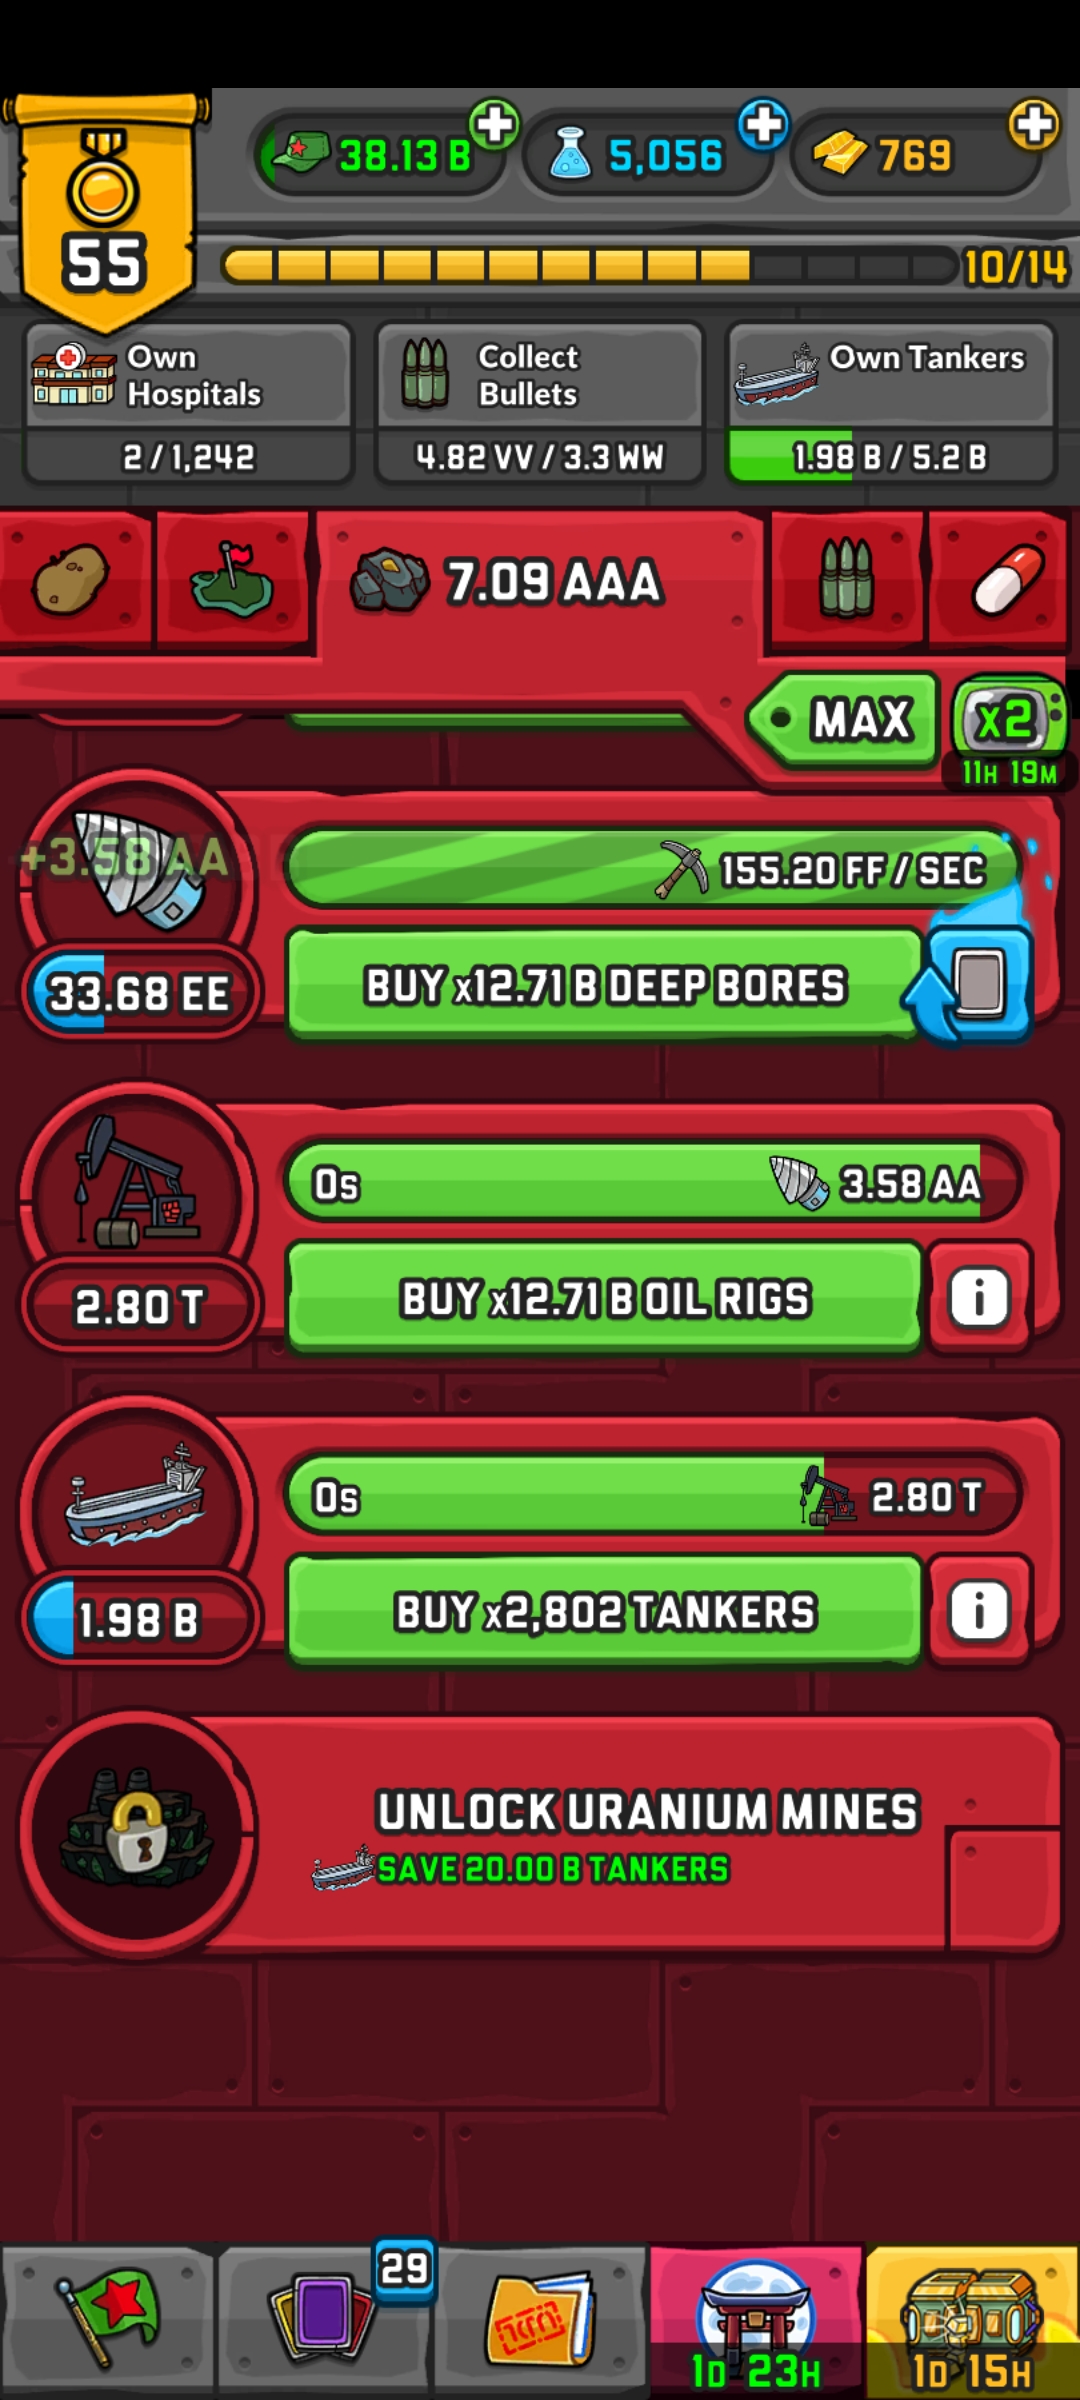 55
38.13 B
5,056
769
10/14
Own
Hospitals
2 / 1,242
Collect
Bullets
4.82 VV / 3.3 WW
Own Tankers
1.98 B / 5.2 B
7.09 AAA
MAX
x2
11H 19M
+3.58 AA
155.20 FF / SEC
33.68 EE
BUY x12.71 B DEEP BORES
0s
3.58 AA
2.80 T
BUY x12.71 B OIL RIGS
i
0s
2.80 T
1.98 B
BUY x2,802 TANKERS
i
UNLOCK URANIUM MINES
SAVE 20.00 B TANKERS
29
1D 23H
1D 15H